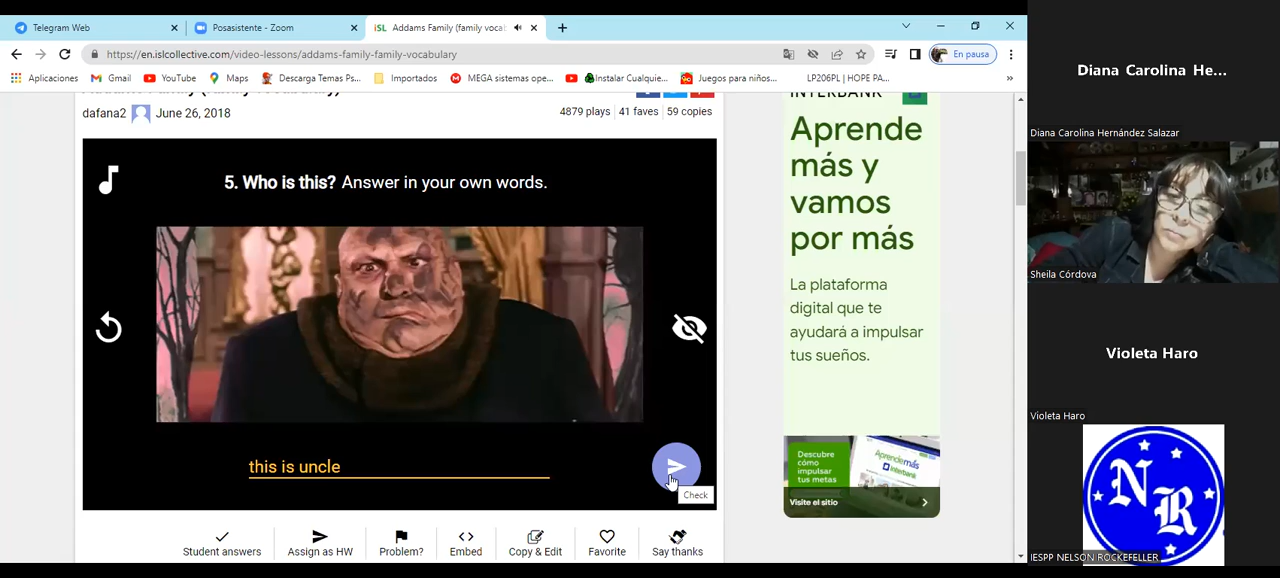 Telegram Web
Posasistente - Zoom
iSL Addams Family (family vocab
https://en.islcollective.com/video-lessons/addams-family-family-vocabulary
En pausa
Aplicaciones
Gmail
YouTube
Maps
Descarga Temas Ps...
Importados
MEGA sistemas ope...
Instalar Cualquie...
Juegos para niños...
LP206PL | HOPE PA...
»
dafana2
June 26, 2018
4879 plays
41 faves
59 copies
5. Who is this? Answer in your own words.
this is uncle
Check
Student answers
Assign as HW
Problem?
Embed
Copy & Edit
Favorite
Say thanks
INTERBANK
Aprende
más y
vamos
por más
La plataforma
digital que te
ayudará a impulsar
tus sueños.
Descubre
cómo
impulsar
tus metas
Aprendemás
Interbank
Visite el sitio
Diana Carolina He...
Diana Carolina Hernández Salazar
Sheila Córdova
Violeta Haro
Violeta Haro
NR
IESPP NELSON ROCKEFELLER